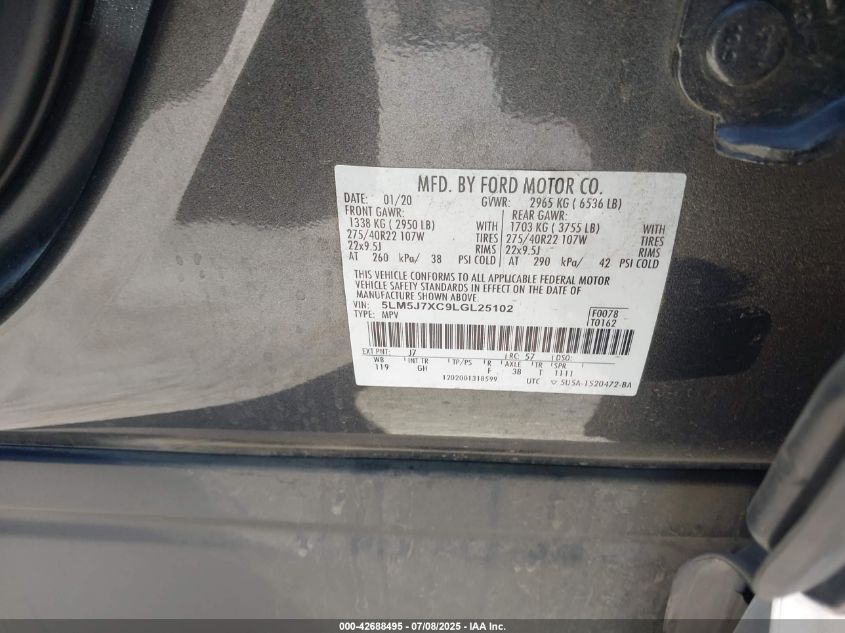 MFD. BY FORD MOTOR CO.
DATE: 01/20 GVWR: 2965 KG ( 6536 LB)
FRONT GAWR: REAR GAWR:
1338 KG ( 2950 LB) WITH 1703 KG ( 3755 LB) WITH
275/40R22 107W TIRES 275/40R22 107W TIRES
22x9.5J RIMS 22x9.5J RIMS
AT 260 kPa/ 38 PSI COLD AT 290 kPa/ 42 PSI COLD
THIS VEHICLE CONFORMS TO ALL APPLICABLE FEDERAL MOTOR
VEHICLE SAFETY STANDARDS IN EFFECT ON THE DATE OF
MANUFACTURE SHOWN ABOVE.
VIN: 5LM5J7XC9LGL25102 F0078
TYPE: MPV T0162
EXT PNT: J7 RC: 57 DSO:
WB INT TR TP/PS R AXLE TR SPR
119 GH F 38 T 1111
1202001318599 UTC 5U5A-1520472-BA
000-42688495 - 07/08/2025 - IAA Inc.